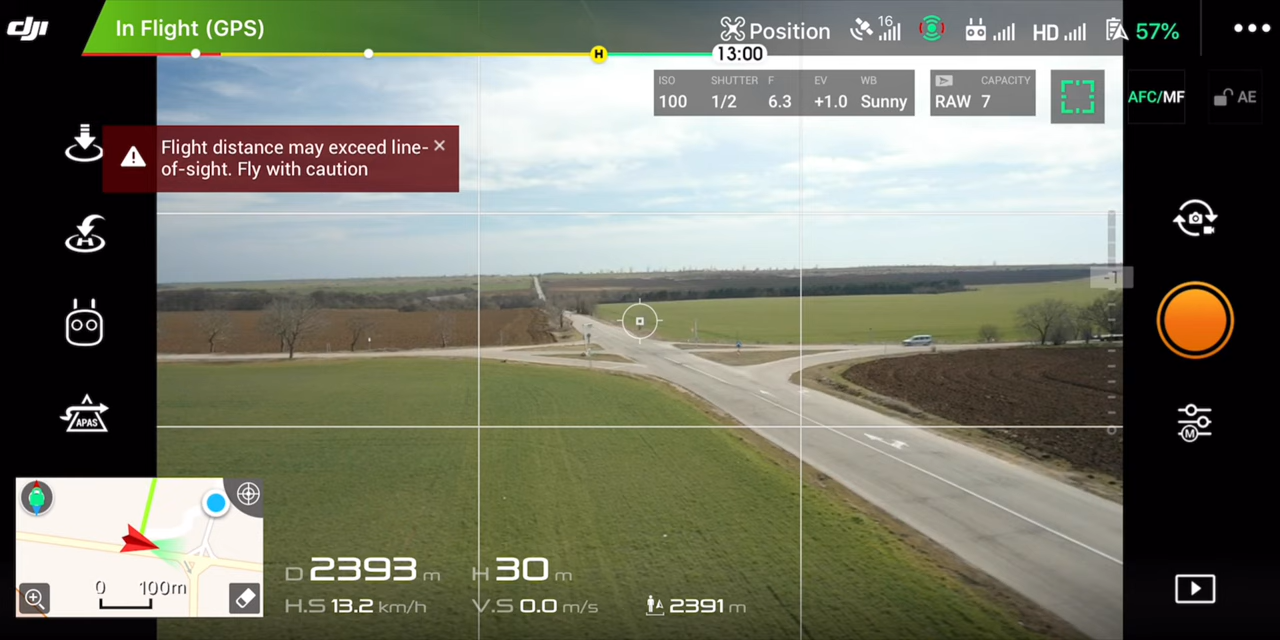 dji
In Flight (GPS)
Position
16
HD
57%
H
13:00
ISO SHUTTER F EV WB
100 1/2 6.3 +1.0 Sunny
CAPACITY
RAW 7
AFC/MF
AE
Flight distance may exceed line-
of-sight. Fly with caution
H
APAS
-1
M
0 100m
D 2393 m H 30 m
H.S 13.2 km/h V.S 0.0 m/s 2391 m